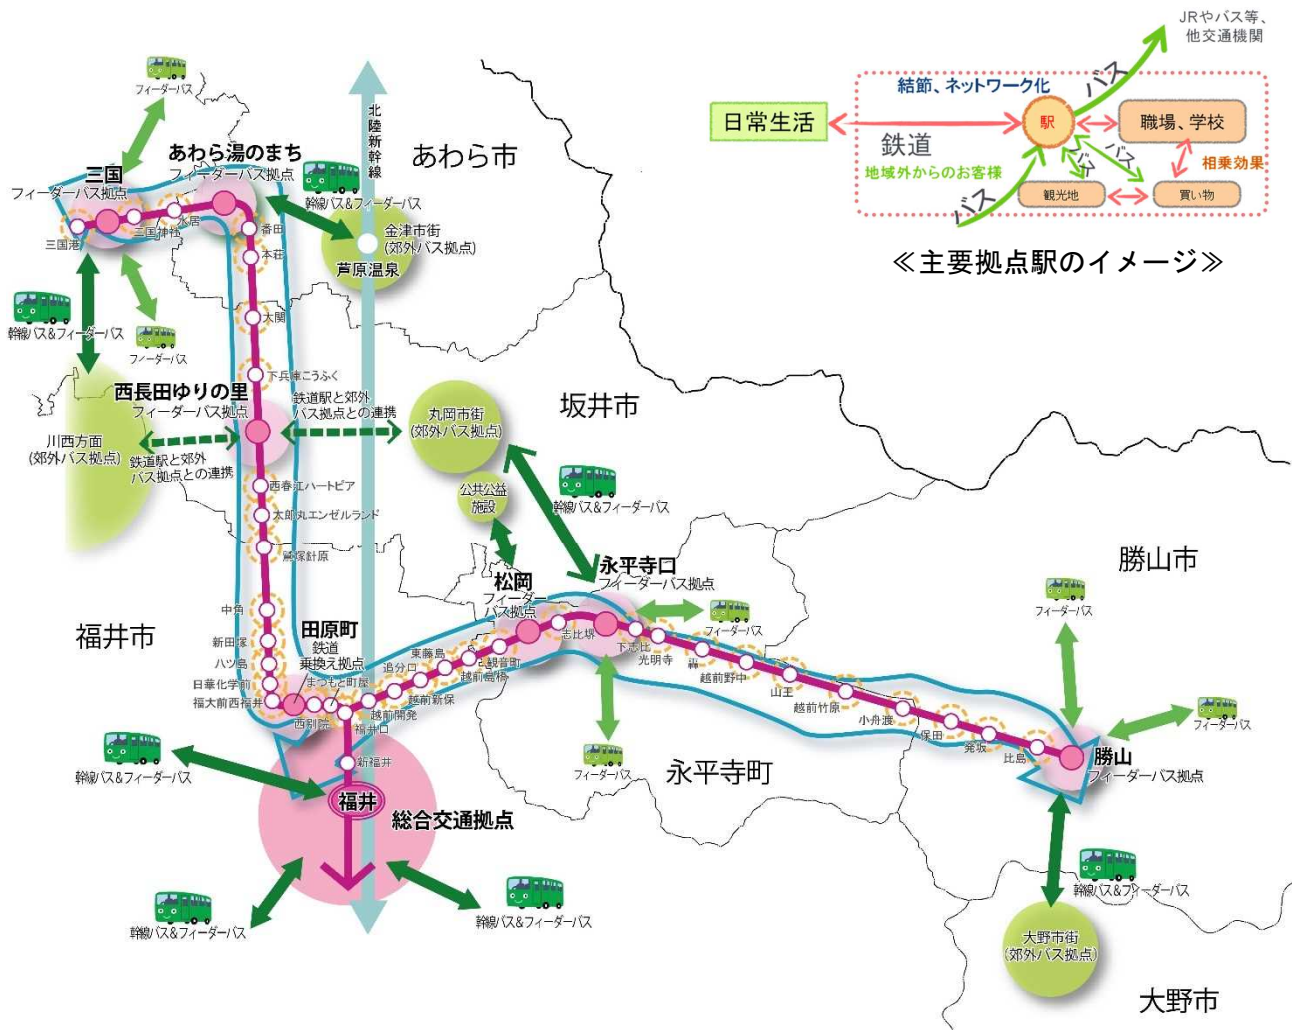 JRやバス等、
他交通機関
バス
結節、ネットワーク化
日常生活
駅
職場、学校
鉄道
地域外からのお客様
バス
バス
相乗効果
観光地
買い物
バス
≪主要拠点駅のイメージ≫
フィーダーバス
北陸新幹線
あわら市
あわら湯のまち
フィーダーバス拠点
三国
フィーダーバス拠点
幹線バス&フィーダーバス
水居
三国神社
三国港
番田
本荘
金津市街
(郊外バス拠点)
芦原温泉
幹線バス&フィーダーバス
フィーダーバス
大関
下兵庫こうふく
西長田ゆりの里
フィーダーバス拠点
鉄道駅と郊外
バス拠点との連携
丸岡市街
(郊外バス拠点)
坂井市
川西方面
(郊外バス拠点)
鉄道駅と郊外
バス拠点との連携
西春江ハートピア
太郎丸エンゼルランド
鷲塚針原
公共公益
施設
幹線バス&フィーダーバス
勝山市
永平寺口
フィーダーバス拠点
松岡
フィーダー
バス拠点
フィーダーバス
フィーダーバス
中角
新田塚
八ツ島
日華化学前
福大前西福井
福井市
田原町
鉄道
乗換え拠点
まつもと町屋
西別院
福井口
追分口
東藤島
越前開発
越前新保
越前島橋
観音町
志比堺
下志比
光明寺
轟
越前野中
山王
越前竹原
小舟渡
保田
発坂
比島
勝山
フィーダーバス拠点
フィーダーバス
フィーダーバス
永平寺町
新福井
福井
総合交通拠点
幹線バス&フィーダーバス
幹線バス&フィーダーバス
幹線バス&フィーダーバス
幹線バス&フィーダーバス
大野市街
(郊外バス拠点)
大野市